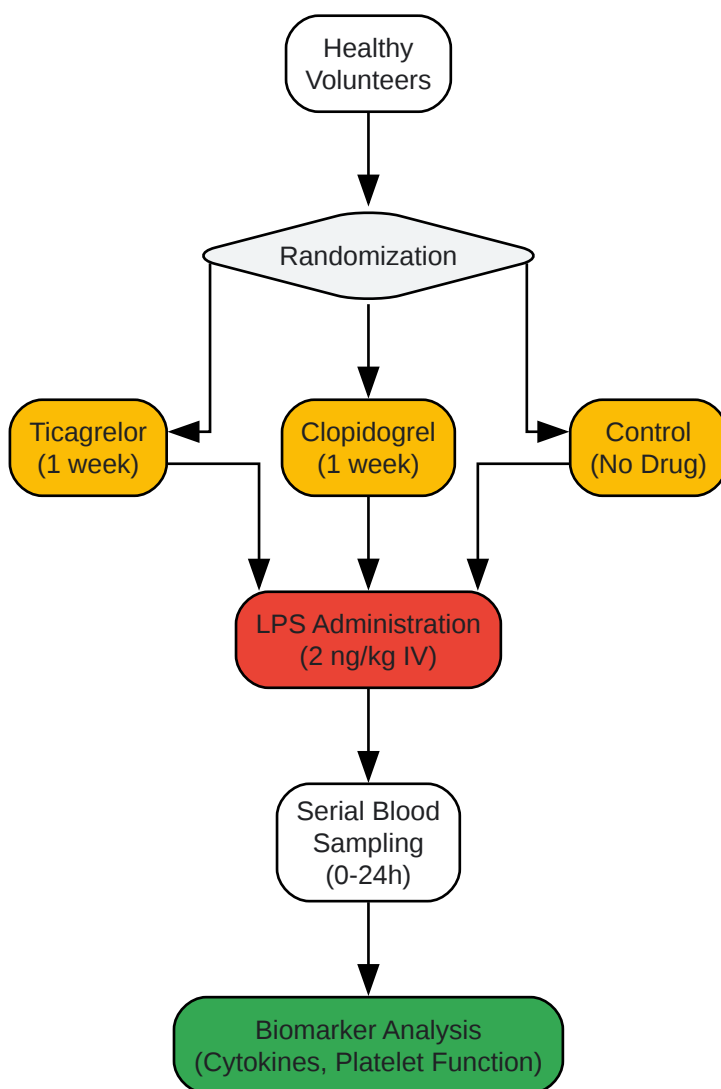 Healthy
Volunteers
Randomization
Ticagrelor
(1 week)
Clopidogrel
(1 week)
Control
(No Drug)
LPS Administration
(2 ng/kg IV)
Serial Blood
Sampling
(0-24h)
Biomarker Analysis
(Cytokines, Platelet Function)